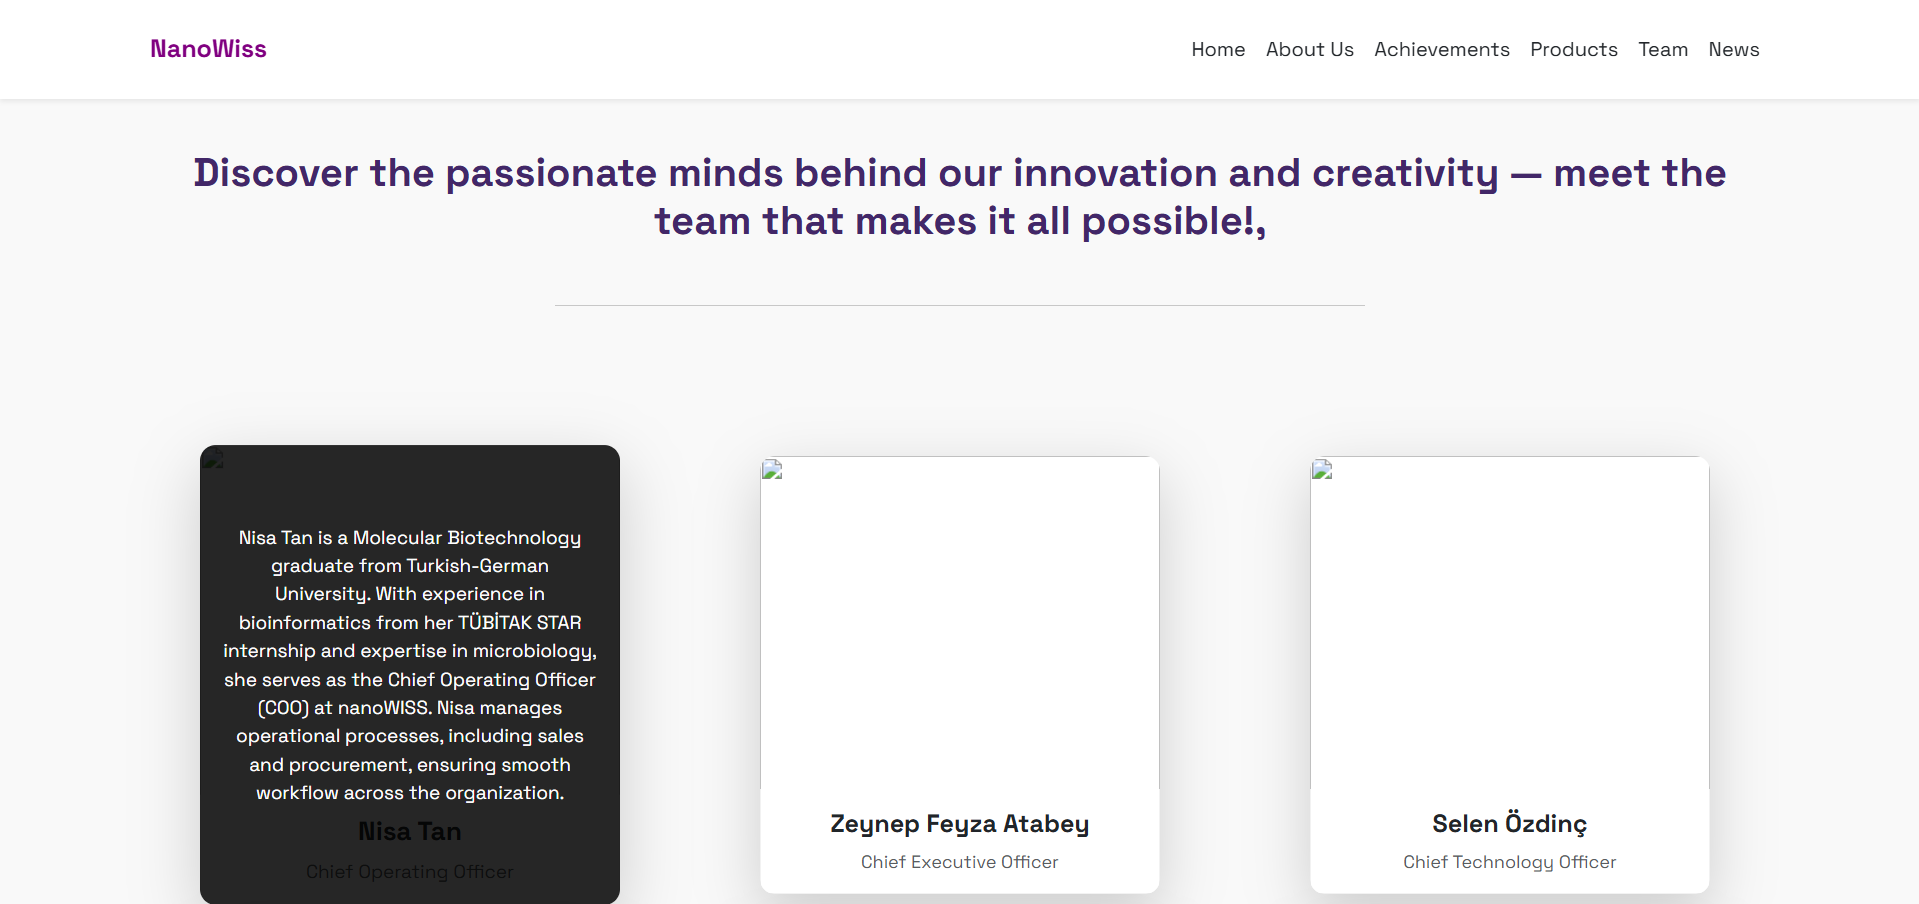 NanoWiss
Home About Us Achievements Products Team News
Discover the passionate minds behind our innovation and creativity — meet the
team that makes it all possible!,
Nisa Tan is a Molecular Biotechnology
graduate from Turkish-German
University. With experience in
bioinformatics from her TÜBİTAK STAR
internship and expertise in microbiology,
she serves as the Chief Operating Officer
(COO) at nanoWISS. Nisa manages
operational processes, including sales
and procurement, ensuring smooth
workflow across the organization.
Nisa Tan
Chief Operating Officer
Zeynep Feyza Atabey
Chief Executive Officer
Selen Özdinç
Chief Technology Officer